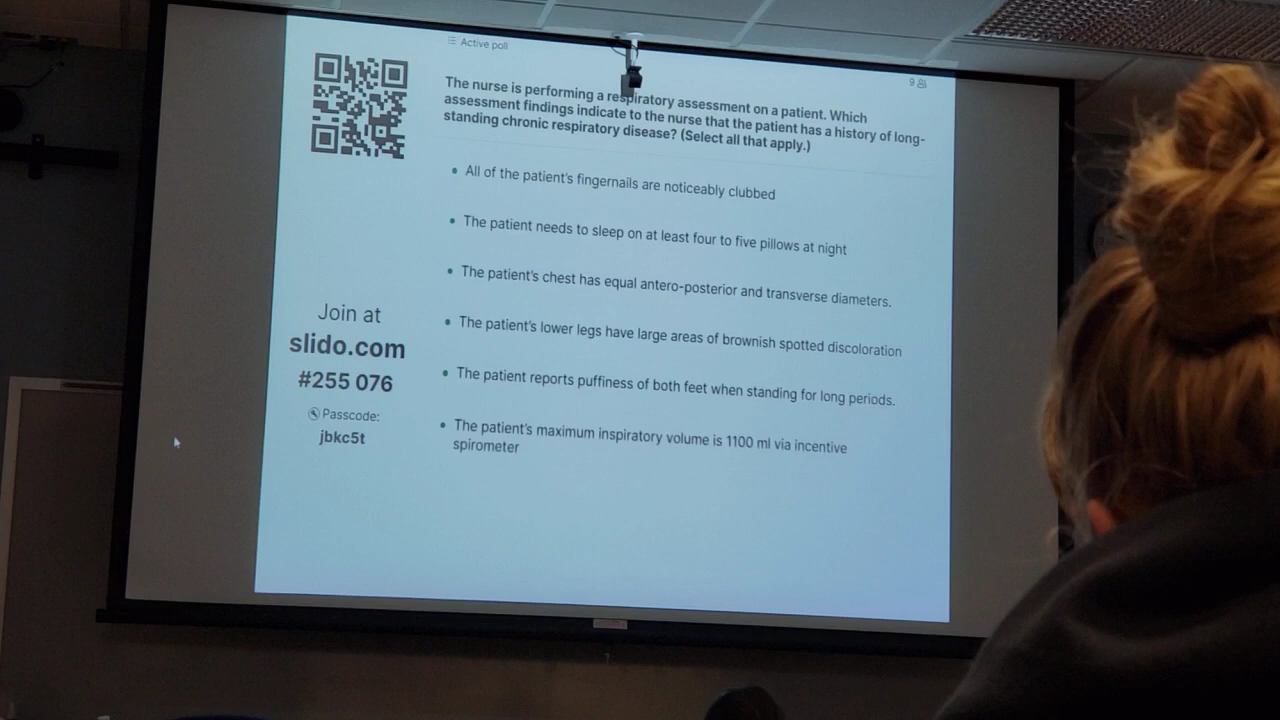 Active poll
9
The nurse is performing a respiratory assessment on a patient. Which
assessment findings indicate to the nurse that the patient has a history of long-
standing chronic respiratory disease? (Select all that apply.)
All of the patient's fingernails are noticeably clubbed
The patient needs to sleep on at least four to five pillows at night
The patient's chest has equal antero-posterior and transverse diameters.
The patient's lower legs have large areas of brownish spotted discoloration
The patient reports puffiness of both feet when standing for long periods.
The patient's maximum inspiratory volume is 1100 ml via incentive
spirometer
Join at
slido.com
#255 076
Passcode:
jbkc5t